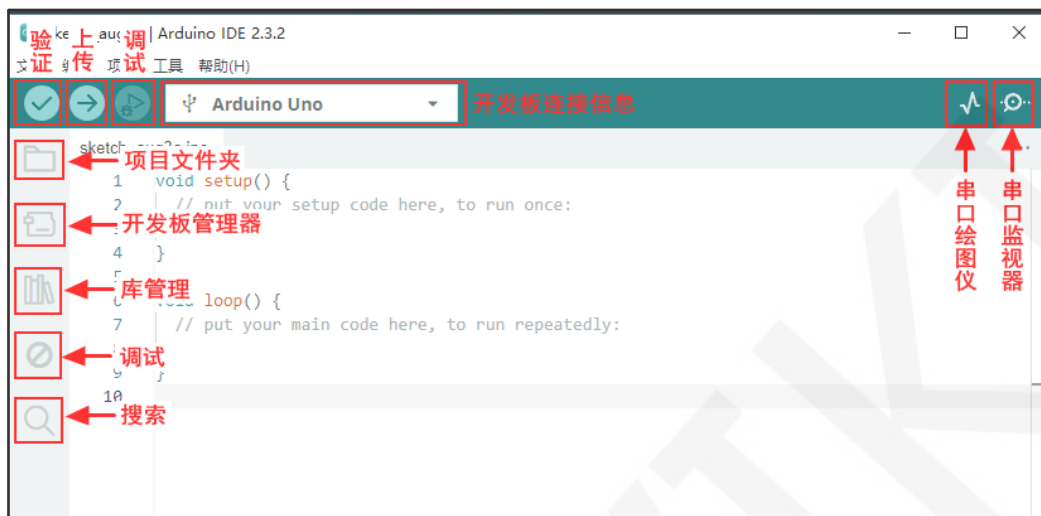 验证 上传 调试 | Arduino IDE 2.3.2
工具 帮助(H)
Arduino Uno 开发板连接信息
项目文件夹
1 void setup() {
2 // put your setup code here, to run once:
开发板管理器
4 }
库管理
loop() {
7 // put your main code here, to run repeatedly:
调试
9 }
10
搜索
串口绘图仪
串口监视器